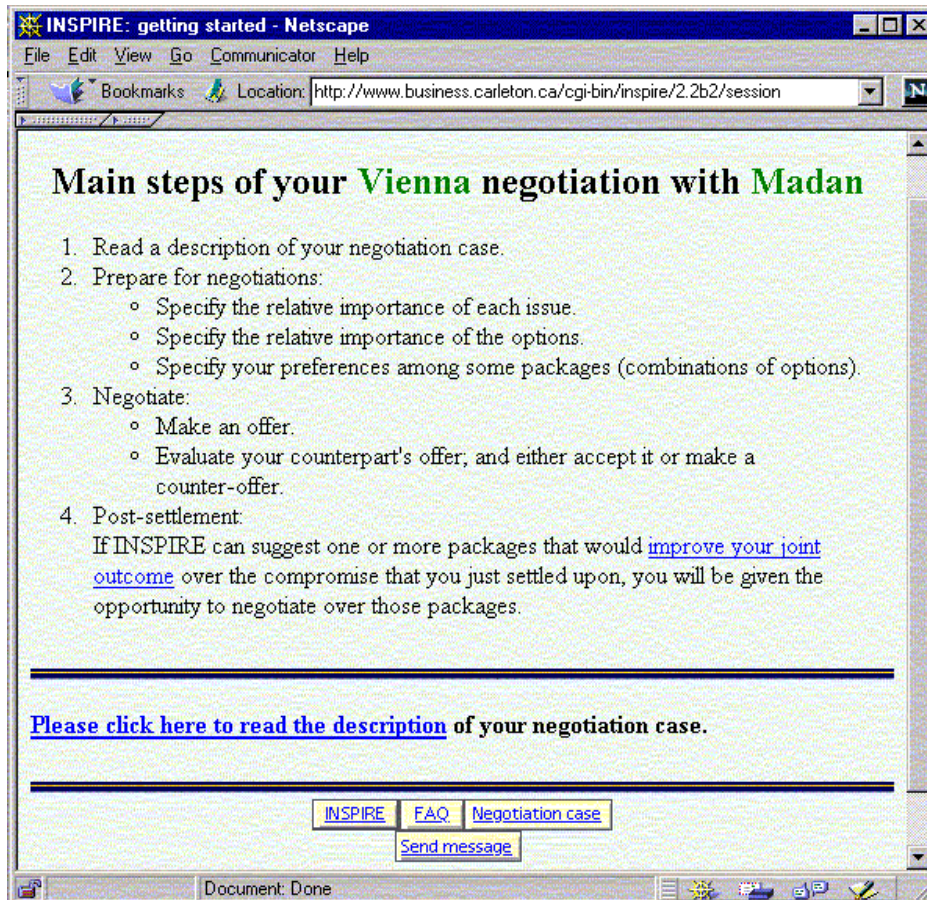 INSPIRE: getting started - Netscape
File Edit View Go Communicator Help
Bookmarks Location: http://www.business.carleton.ca/cgi-bin/inspire/2.2b2/session N
Main steps of your Vienna negotiation with Madan
1. Read a description of your negotiation case.
2. Prepare for negotiations:
Specify the relative importance of each issue.
Specify the relative importance of the options.
Specify your preferences among some packages (combinations of options).
3. Negotiate:
Make an offer.
Evaluate your counterpart's offer; and either accept it or make a
counter-offer.
4. Post-settlement:
If INSPIRE can suggest one or more packages that would improve your joint
outcome over the compromise that you just settled upon, you will be given the
opportunity to negotiate over those packages.
Please click here to read the description of your negotiation case.
INSPIRE FAQ Negotiation case
Send message
Document: Done